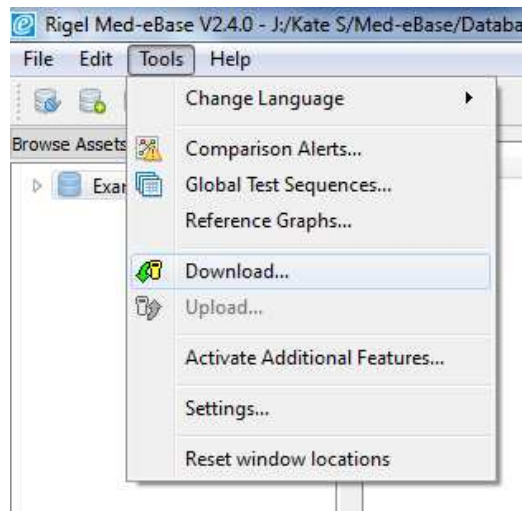 Rigel Med-eBase V2.4.0 - J:/Kate S/Med-eBase/Databa
File Edit Tools Help
Change Language
Browse Assets
Comparison Alerts...
Exar
Global Test Sequences...
Reference Graphs...
Download...
Upload...
Activate Additional Features...
Settings...
Reset window locations